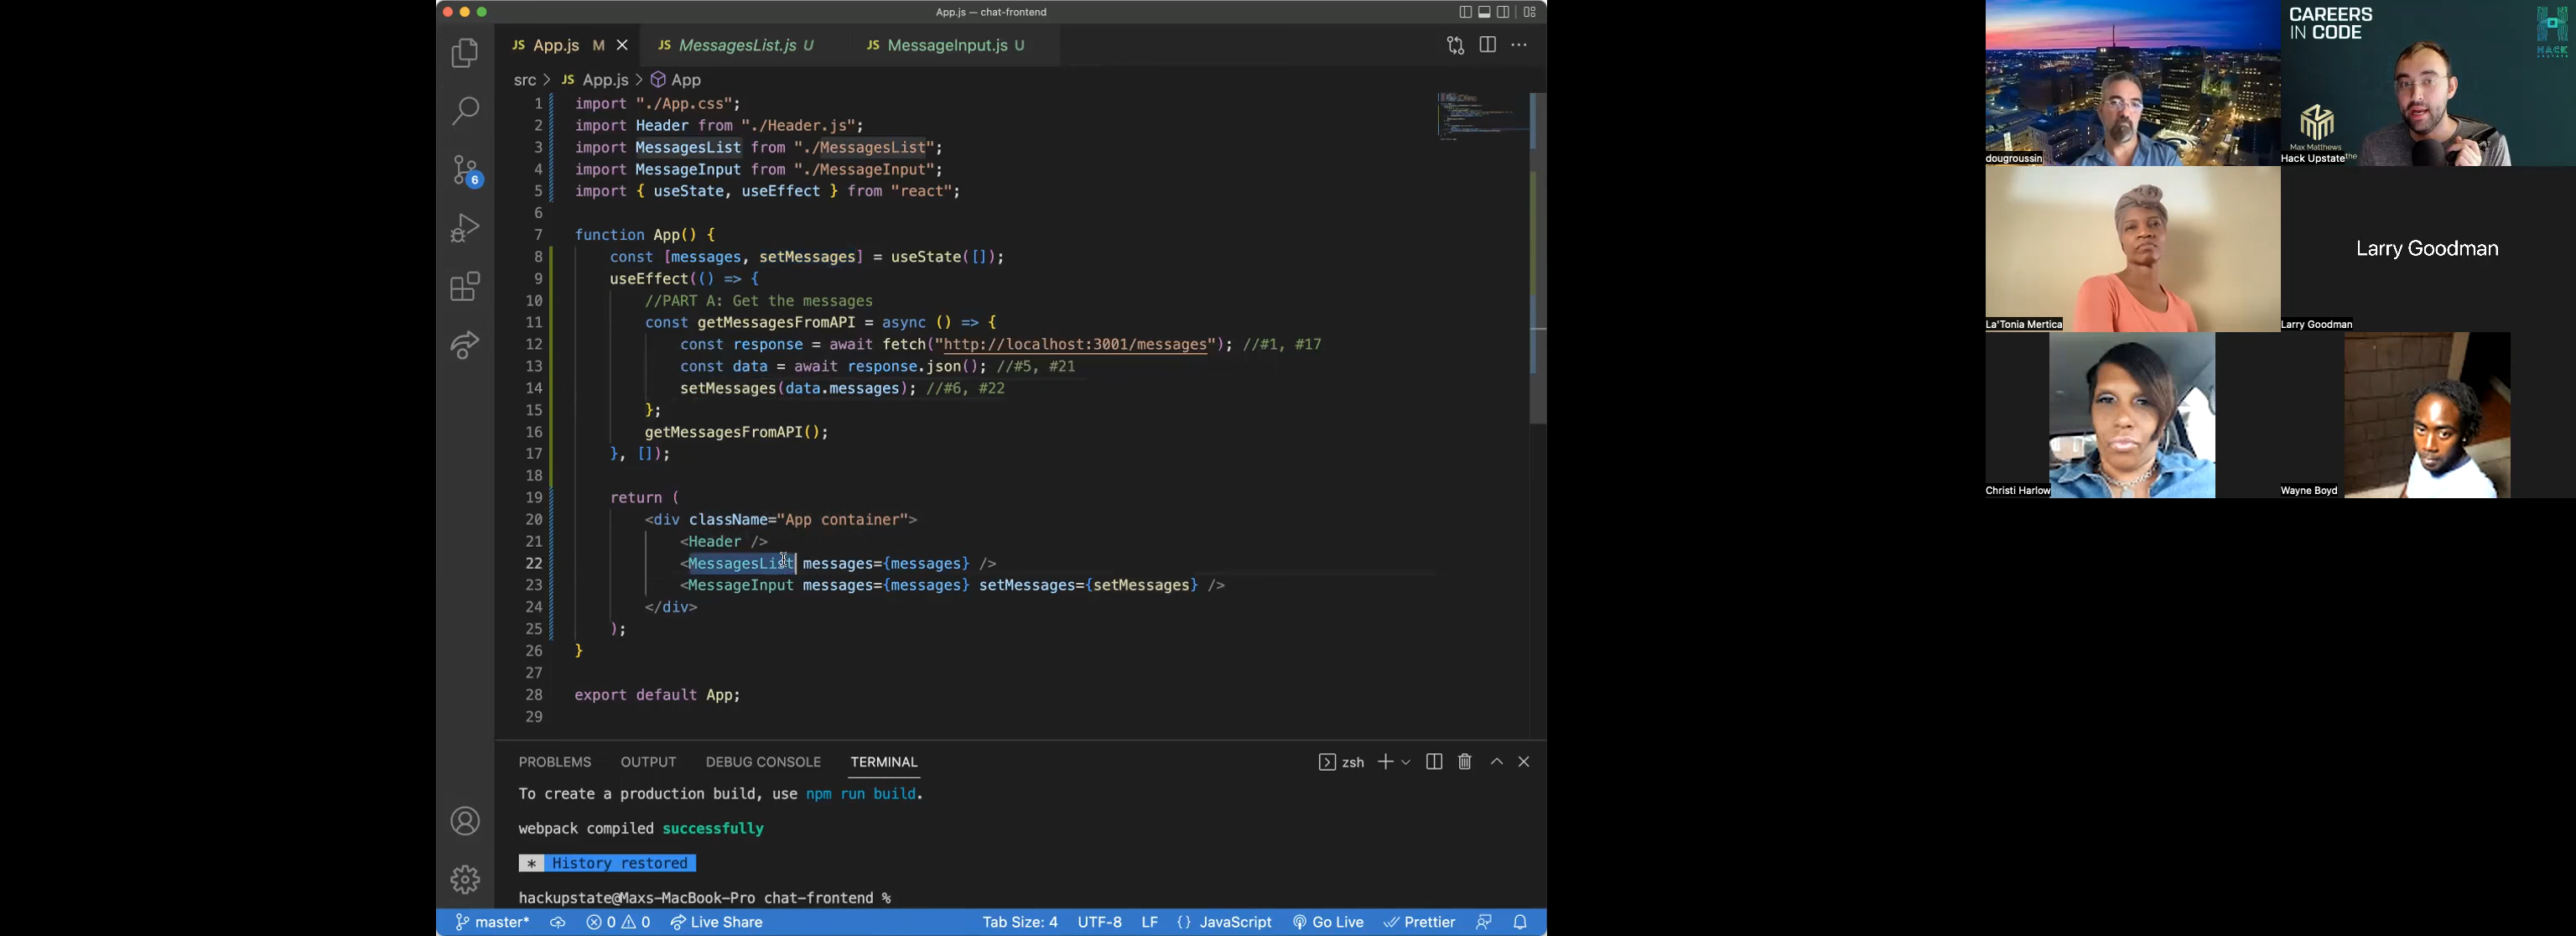 App.js — chat-frontend
JS App.js M
JS MessagesList.js U
JS MessageInput.js U
src > JS App.js > App
6
1 import "./App.css";
2 import Header from "./Header.js";
3 import MessagesList from "./MessagesList";
4 import MessageInput from "./MessageInput";
5 import { useState, useEffect } from "react";
6
7 function App() {
8 const [messages, setMessages] = useState([]);
9 useEffect(() => {
10 //PART A: Get the messages
11 const getMessagesFromAPI = async () => {
12 const response = await fetch("http://localhost:3001/messages"); //#1, #17
13 const data = await response.json(); //#5, #21
14 setMessages(data.messages); //#6, #22
15 };
16 getMessagesFromAPI();
17 }, []);
18
19 return (
20 <div className="App container">
21 <Header />
22 <MessagesList messages={messages} />
23 <MessageInput messages={messages} setMessages={setMessages} />
24 </div>
25 );
26 }
27
28 export default App;
29
PROBLEMS OUTPUT DEBUG CONSOLE TERMINAL
zsh
To create a production build, use npm run build.
webpack compiled successfully
* History restored
hackupstate@Maxs-MacBook-Pro chat-frontend %
master* 0 0 Live Share
Tab Size: 4 UTF-8 LF {} JavaScript Go Live Prettier
dougroussin
CAREERS
IN CODE
HACK
UPSTATE
Max Matthews
Hack Upstate the
La'Tonia Mertica
Larry Goodman
Larry Goodman
Christi Harlow
Wayne Boyd